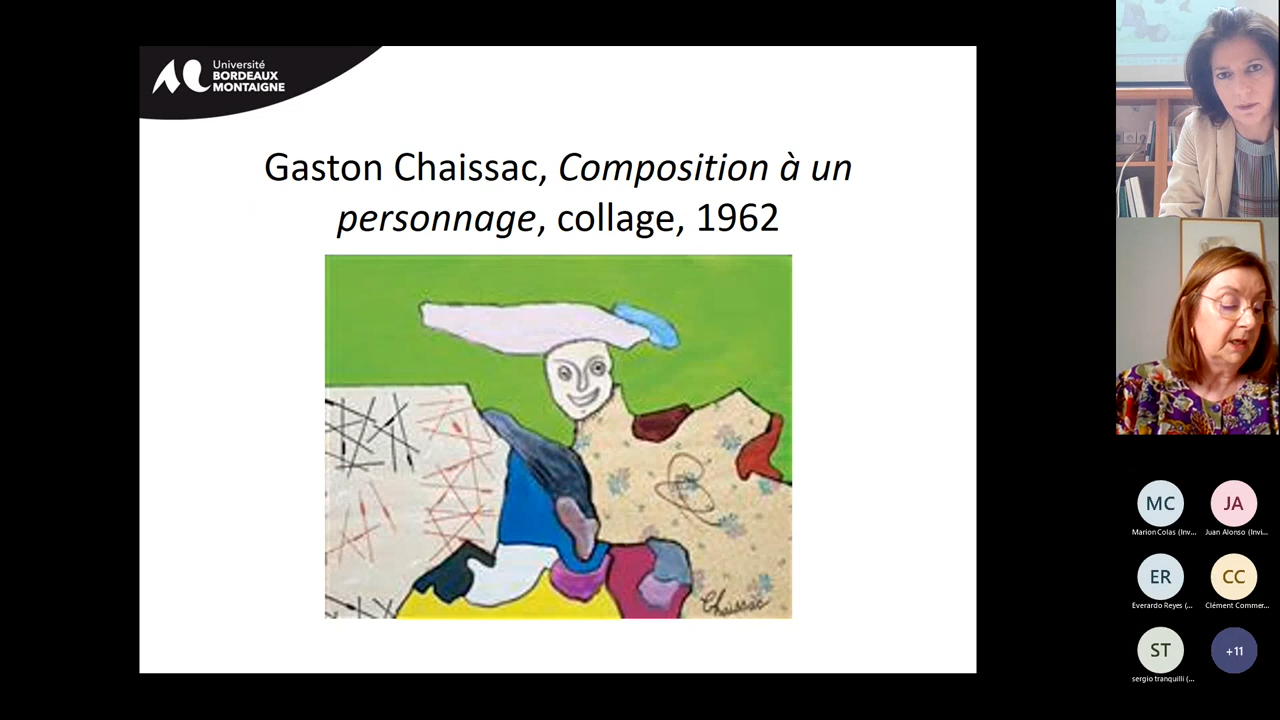 Université
BORDEAUX
MONTAIGNE
Gaston Chaissac, Composition à un
personnage, collage, 1962
Chaissac
MC
JA
Marion Colas (Inv...
Juan Alonso (Invi...
ER
CC
Everardo Reyes (...
Clément Commer...
ST
+11
sergio tranquilli (...